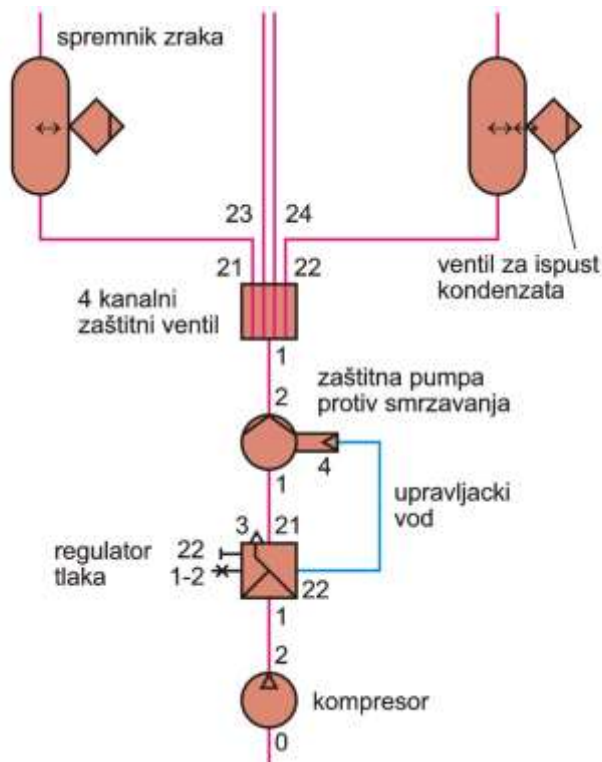 spremnik zraka
23
24
21
22
ventil za ispust
kondenzata
4 kanalni
zaštitni ventil
1
2
zaštitna pumpa
protiv smrzavanja
4
1
upravljacki
vod
3
21
regulator
tlaka
22
1-2
22
1
2
kompresor
0